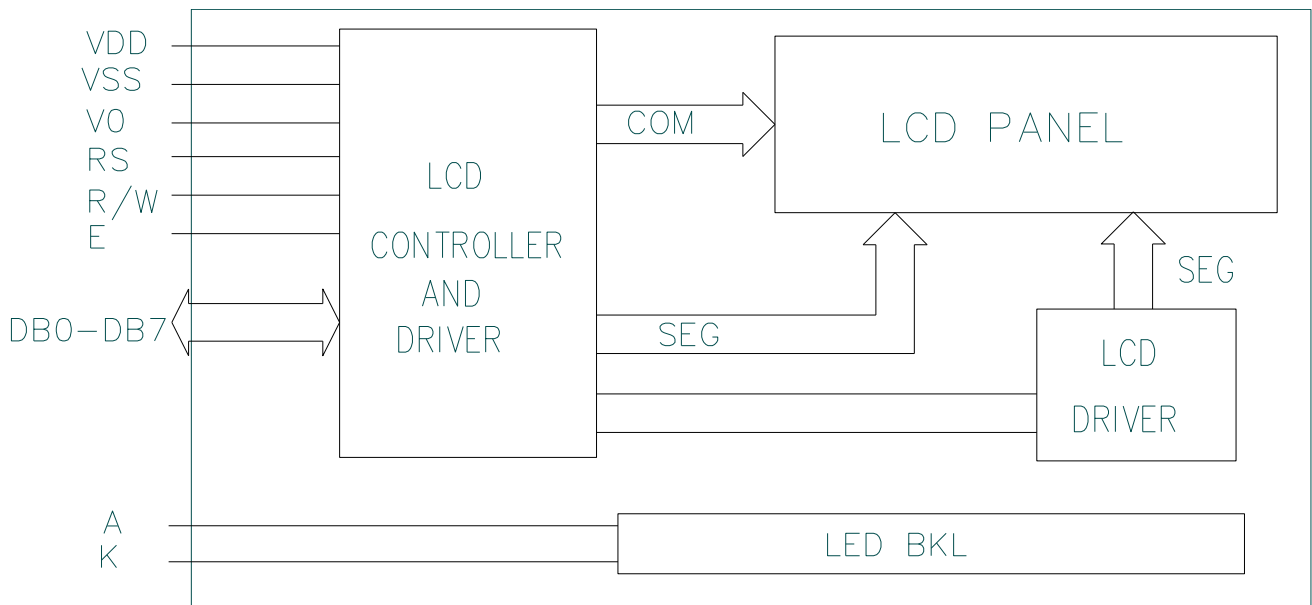 VDD
VSS
V0
RS
R/W
E
DB0-DB7
LCD
CONTROLLER
AND
DRIVER
COM
LCD PANEL
SEG
SEG
LCD
DRIVER
A
K
LED BKL